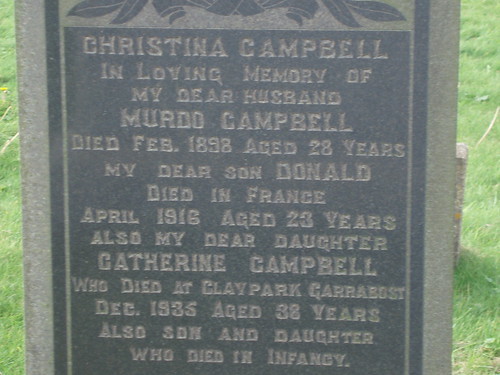 CHRISTINA CAMPBELL
IN LOVING MEMORY OF
MY DEAR HUSBAND
MURDO CAMPBELL
DIED FEB. 1898 AGED 28 YEARS
MY DEAR SON DONALD
DIED IN FRANCE
APRIL 1916 AGED 23 YEARS
ALSO MY DEAR DAUGHTER
CATHERINE CAMPBELL
WHO DIED AT CLAYPARK GARRABOST
DEC. 1935 AGED 38 YEARS
ALSO SON AND DAUGHTER
WHO DIED IN INFANCY.